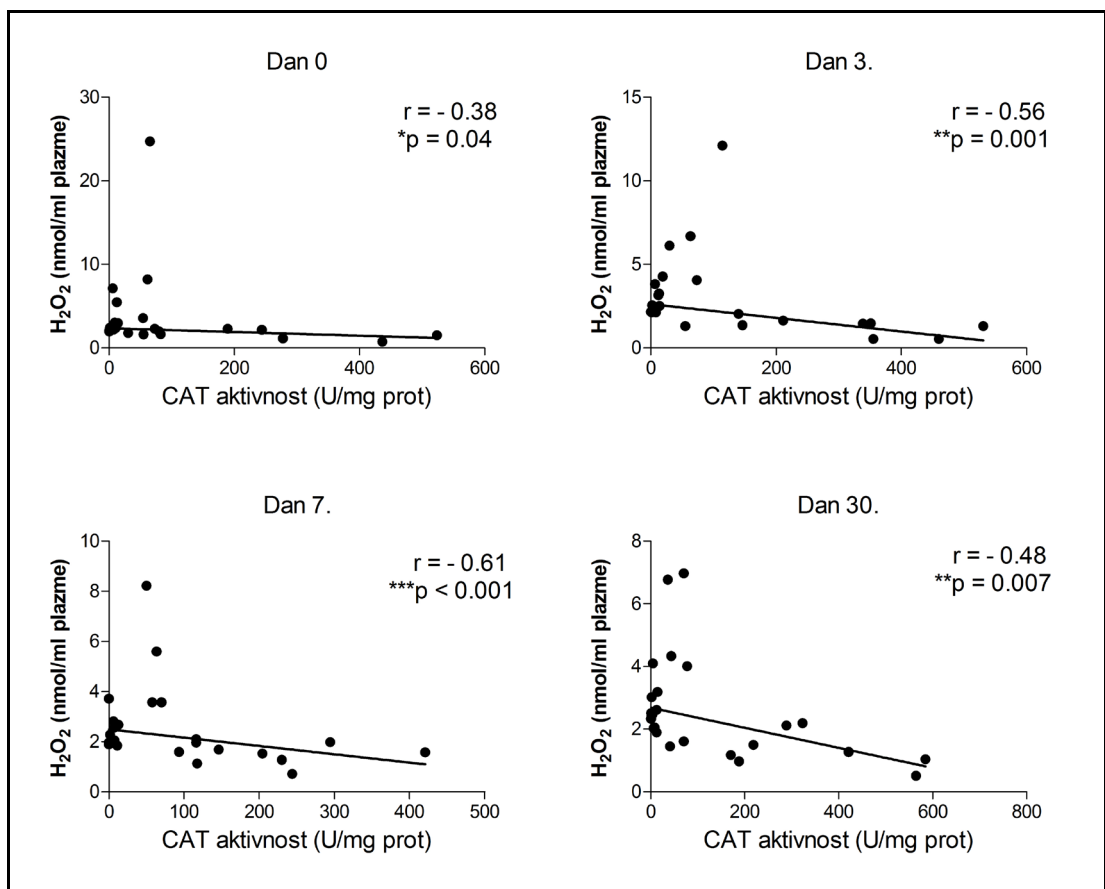 Dan 0
r = - 0.38
*p = 0.04
30
20
10
0
0
200
400
600
H₂O₂ (nmol/ml plazme)
CAT aktivnost (U/mg prot)
Dan 3.
r = - 0.56
**p = 0.001
15
10
5
0
0
200
400
600
H₂O₂ (nmol/ml plazme)
CAT aktivnost (U/mg prot)
Dan 7.
r = - 0.61
***p < 0.001
10
8
6
4
2
0
0
100
200
300
400
500
H₂O₂ (nmol/ml plazme)
CAT aktivnost (U/mg prot)
Dan 30.
r = - 0.48
**p = 0.007
8
6
4
2
0
0
200
400
600
800
H₂O₂ (nmol/ml plazme)
CAT aktivnost (U/mg prot)